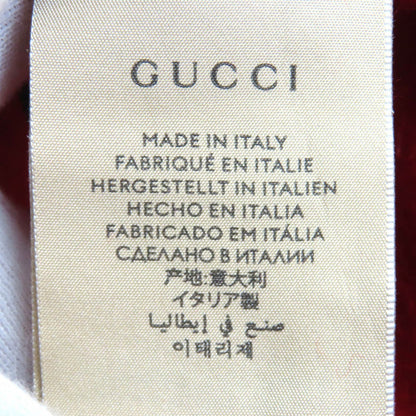 GUCCI
MADE IN ITALY
FABRIQUÉ EN ITALIE
HERGESTELLT IN ITALIEN
HECHO EN ITALIA
FABRICADO EM ITÁLIA
СДЕЛАНО В ИТАЛИИ
产地:意大利
イタリア製
صنع في إيطاليا
이태리제